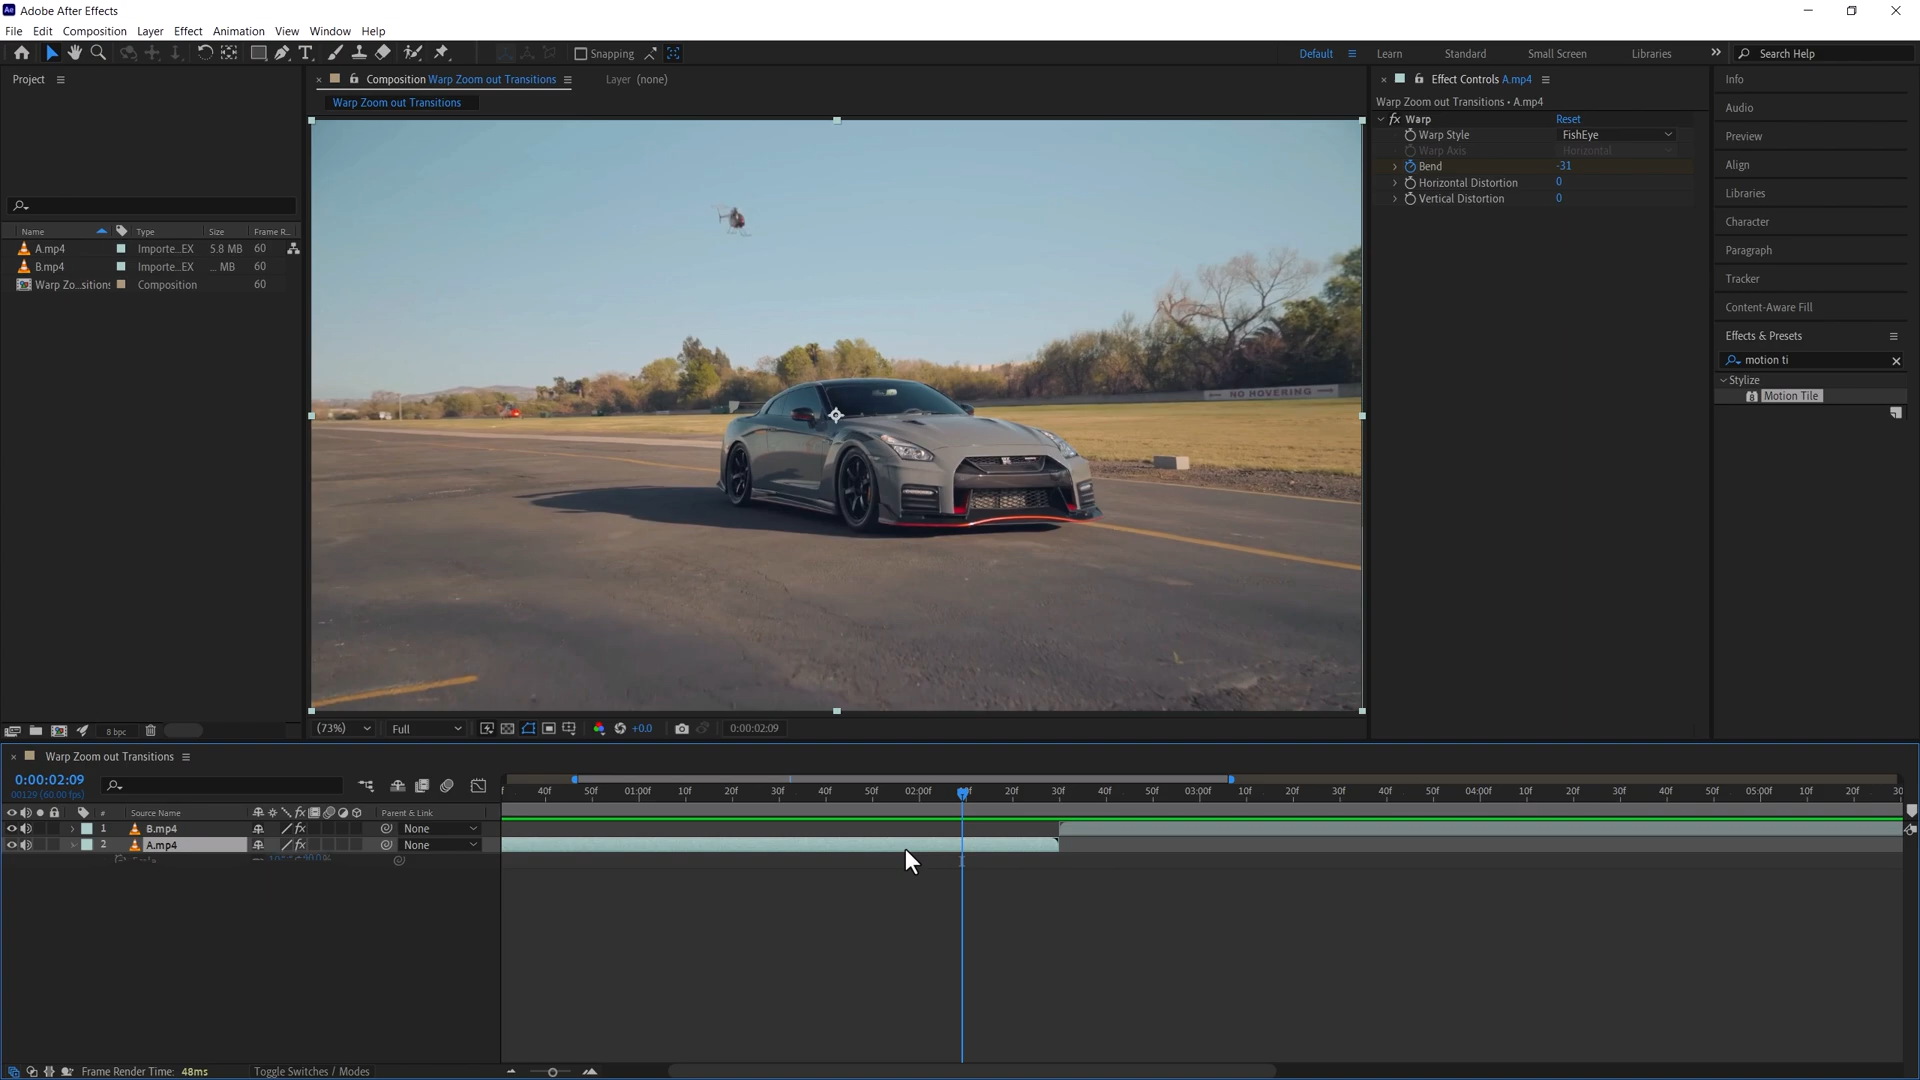 Adobe After Effects
File Edit Composition Layer Effect Animation View Window Help
Snapping Default Learn Standard Small Screen Libraries Search Help
Project
Composition Warp Zoom out Transitions
Layer (none)
Warp Zoom out Transitions
Name Type Size Frame R...
A.mp4 Importe...EX 5.8 MB 60
B.mp4 Importe...EX ... MB 60
Warp Zo...sitions Composition 60
8 bpc
NO HOVERING
(73%) Full +0.0 0:00:02:09
Effect Controls A.mp4
Warp Zoom out Transitions • A.mp4
fx Warp Reset
Warp Style FishEye
Warp Axis Horizontal
Bend -31
Horizontal Distortion 0
Vertical Distortion 0
Info
Audio
Preview
Align
Libraries
Character
Paragraph
Tracker
Content-Aware Fill
Effects & Presets
motion ti
Stylize
Motion Tile
Warp Zoom out Transitions
0:00:02:09
00129 (60.00 fps)
f 40f 50f 01:00f 10f 20f 30f 40f 50f 02:00f 20f 30f 40f 50f 03:00f 10f 20f 30f 40f 50f 04:00f 10f 20f 30f 40f 50f 05:00f 10f 20f 30
# Source Name Parent & Link
1 B.mp4 None
2 A.mp4 None
Frame Render Time: 48ms Toggle Switches / Modes